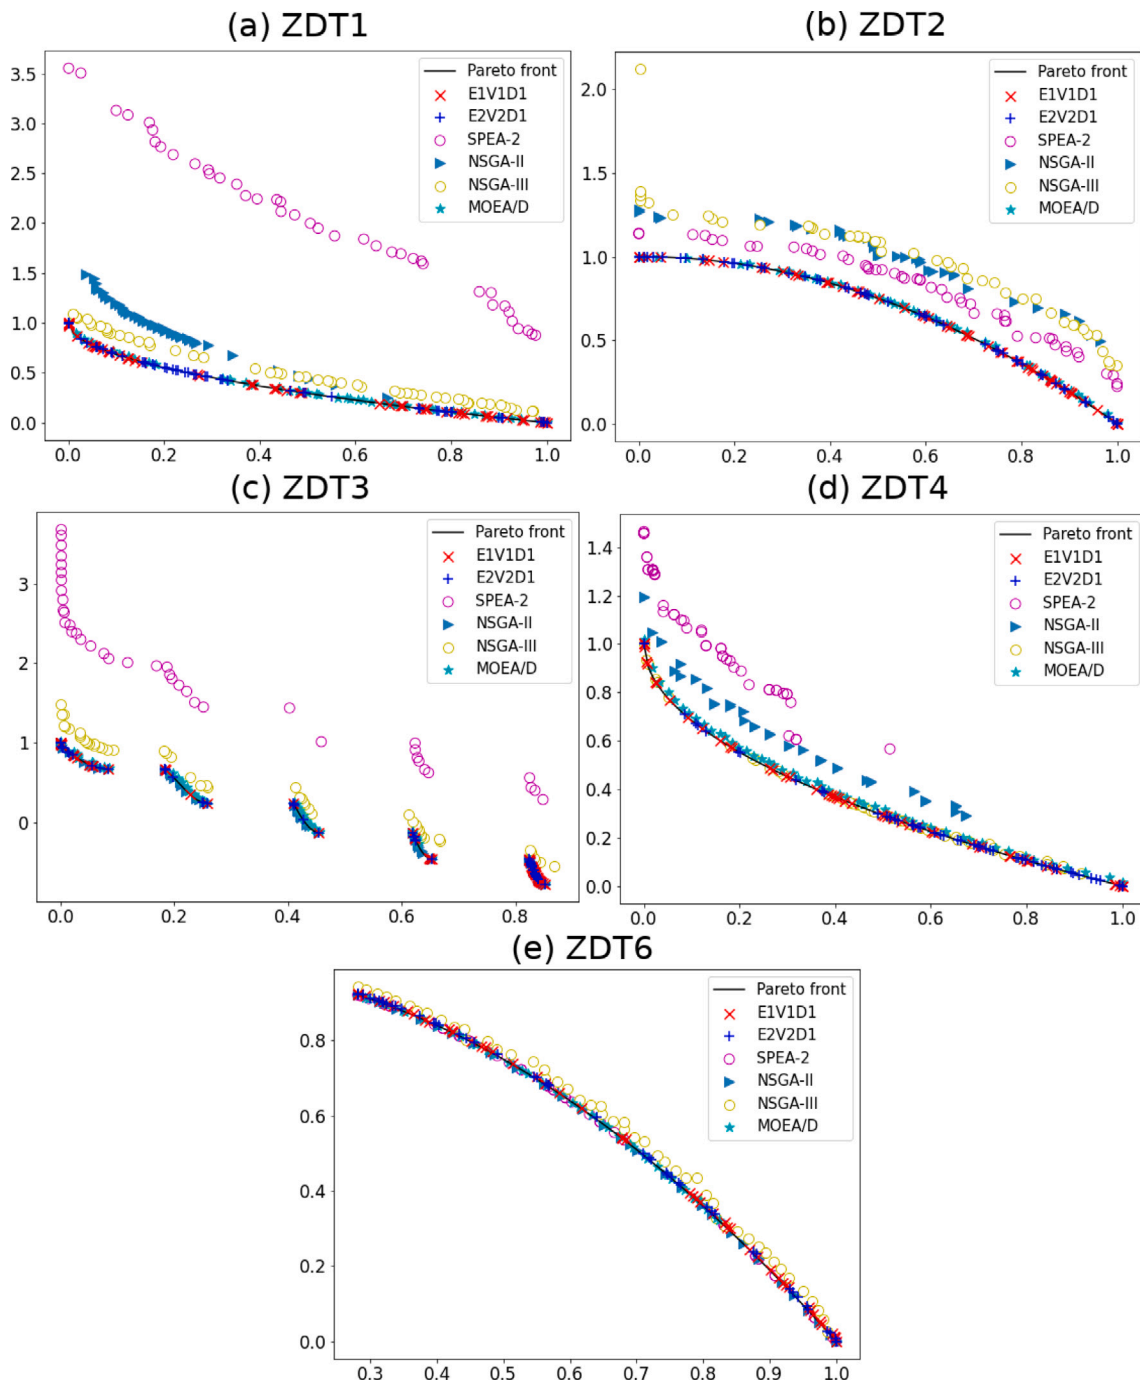 (a) ZDT1
3.5
3.0
2.5
2.0
1.5
1.0
0.5
0.0
0.0 0.2 0.4 0.6 0.8 1.0
Pareto front
E1V1D1
E2V2D1
SPEA-2
NSGA-II
NSGA-III
MOEA/D
(b) ZDT2
2.0
1.5
1.0
0.5
0.0
0.0 0.2 0.4 0.6 0.8 1.0
Pareto front
E1V1D1
E2V2D1
SPEA-2
NSGA-II
NSGA-III
MOEA/D
(c) ZDT3
3
2
1
0
0.0 0.2 0.4 0.6 0.8
Pareto front
E1V1D1
E2V2D1
SPEA-2
NSGA-II
NSGA-III
MOEA/D
(d) ZDT4
1.4
1.2
1.0
0.8
0.6
0.4
0.2
0.0
0.0 0.2 0.4 0.6 0.8 1.0
Pareto front
E1V1D1
E2V2D1
SPEA-2
NSGA-II
NSGA-III
MOEA/D
(e) ZDT6
0.8
0.6
0.4
0.2
0.0
0.3 0.4 0.5 0.6 0.7 0.8 0.9 1.0
Pareto front
E1V1D1
E2V2D1
SPEA-2
NSGA-II
NSGA-III
MOEA/D